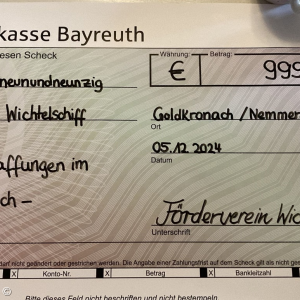 kasse Bayreuth
esen Scheck
Währung:
Betrag:
neunundneunzig
€
999
Wichtelschiff
Goldkronach / Nemmer
Ort
affungen im
05.12.2024
Datum
ch -
Förderverein Wic
Unterschrift
darf nicht geändert oder gestrichen werden. Die Angabe einer Zahlungsfrist auf dem Scheck gilt als nicht ges
X Konto-Nr. X Betrag X Bankleitzahl
Bitte dieses Feld nicht beschriften und nicht bestempeln.